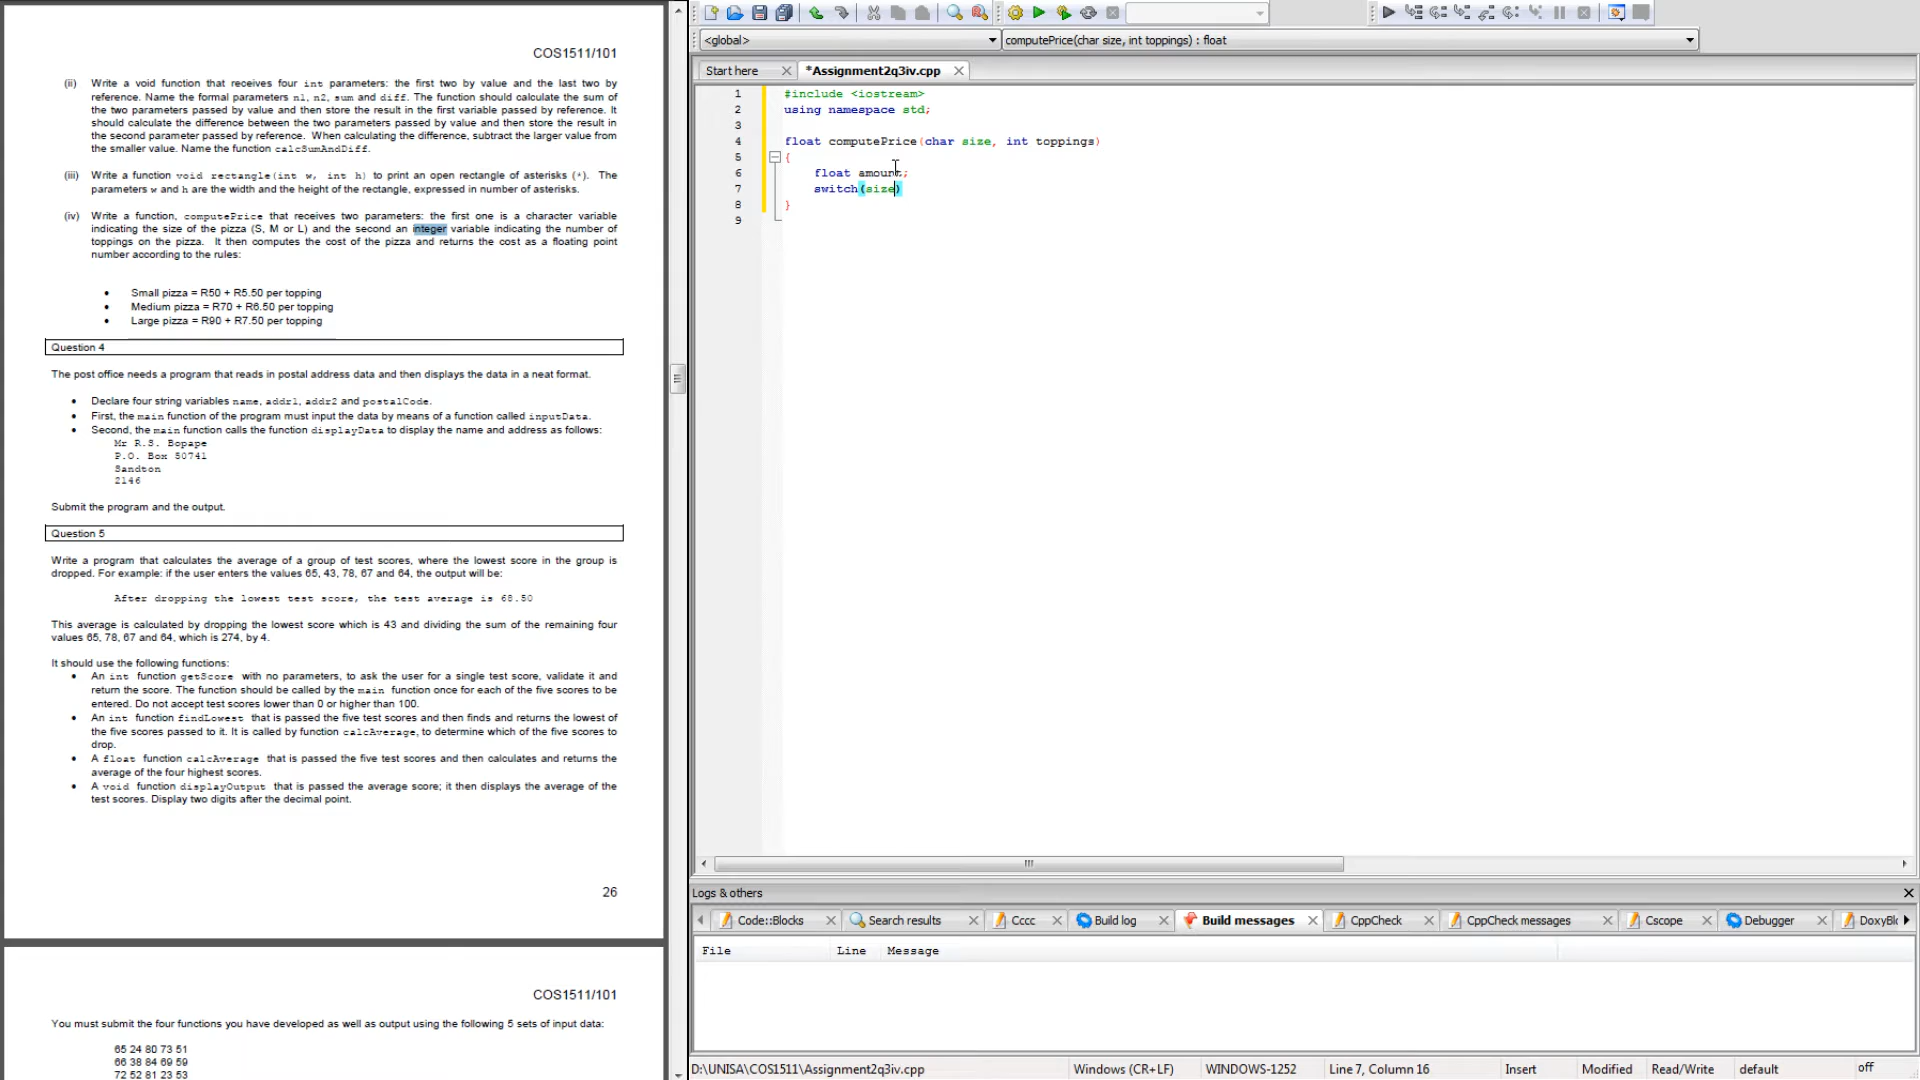 COS1511/101
(ii) Write a void function that receives four int parameters: the first two by value and the last two by
reference. Name the formal parameters n1, n2, sum and diff. The function should calculate the sum of
the two parameters passed by value and then store the result in the first variable passed by reference. It
should calculate the difference between the two parameters passed by value and then store the result in
the second parameter passed by reference. When calculating the difference, subtract the larger value from
the smaller value. Name the function calcSumAndDiff.
(iii) Write a function void rectangle(int w, int h) to print an open rectangle of asterisks (*). The
parameters w and h are the width and the height of the rectangle, expressed in number of asterisks.
(iv) Write a function, computePrice that receives two parameters: the first one is a character variable
indicating the size of the pizza (S, M or L) and the second an integer variable indicating the number of
toppings on the pizza. It then computes the cost of the pizza and returns the cost as a floating point
number according to the rules:
• Small pizza = R50 + R5.50 per topping
• Medium pizza = R70 + R6.50 per topping
• Large pizza = R90 + R7.50 per topping
Question 4
The post office needs a program that reads in postal address data and then displays the data in a neat format.
• Declare four string variables name, addr1, addr2 and postalCode.
• First, the main function of the program must input the data by means of a function called inputData.
• Second, the main function calls the function displayData to display the name and address as follows:
Mr R.S. Bopape
P.O. Box 50741
Sandton
2146
Submit the program and the output.
Question 5
Write a program that calculates the average of a group of test scores, where the lowest score in the group is
dropped. For example: if the user enters the values 65, 43, 78, 67 and 64, the output will be:
After dropping the lowest test score, the test average is 68.50
This average is calculated by dropping the lowest score which is 43 and dividing the sum of the remaining four
values 65, 78, 67 and 64, which is 274, by 4.
It should use the following functions:
• An int function getScore with no parameters, to ask the user for a single test score, validate it and
return the score. The function should be called by the main function once for each of the five scores to be
entered. Do not accept test scores lower than 0 or higher than 100.
• An int function findLowest that is passed the five test scores and then finds and returns the lowest of
the five scores passed to it. It is called by function calcAverage, to determine which of the five scores to
drop.
• A float function calcAverage that is passed the five test scores and then calculates and returns the
average of the four highest scores.
• A void function displayOutput that is passed the average score; it then displays the average of the
test scores. Display two digits after the decimal point.
26
COS1511/101
You must submit the four functions you have developed as well as output using the following 5 sets of input data:
65 24 80 73 51
66 38 84 69 59
72 52 81 23 53
<global> computePrice(char size, int toppings) : float
Start here *Assignment2q3iv.cpp
1 #include <iostream>
2 using namespace std;
3
4 float computePrice(char size, int toppings)
5 {
6 float amount;
7 switch(size)
8 }
9
Logs & others
Code::Blocks Search results Cccc Build log Build messages CppCheck CppCheck messages Cscope Debugger DoxyBlo
File Line Message
D:\UNISA\COS1511\Assignment2q3iv.cpp Windows (CR+LF) WINDOWS-1252 Line 7, Column 16 Insert Modified Read/Write default off